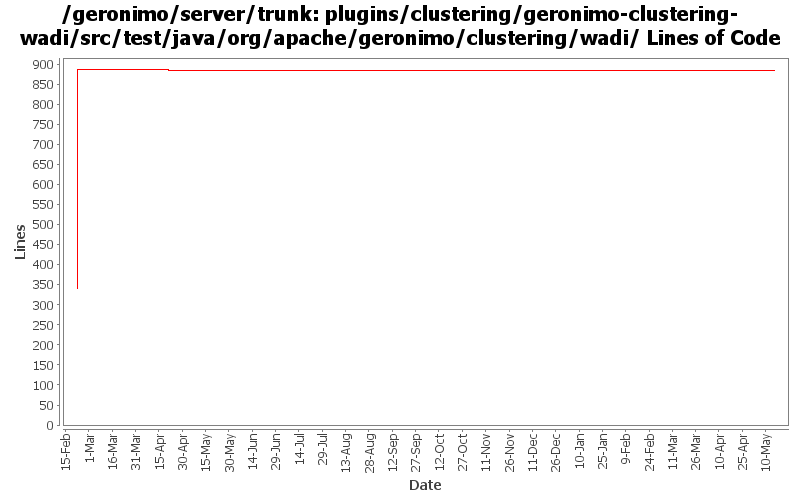 /geronimo/server/trunk: plugins/clustering/geronimo-clustering-
wadi/src/test/java/org/apache/geronimo/clustering/wadi/ Lines of Code
900
850
800
750
700
650
600
550
500
450
400
350
300
250
200
150
100
50
0
Lines
15-Feb
1-Mar
16-Mar
31-Mar
15-Apr
30-Apr
15-May
30-May
14-Jun
29-Jun
14-Jul
29-Jul
13-Aug
28-Aug
12-Sep
27-Sep
12-Oct
27-Oct
11-Nov
26-Nov
11-Dec
26-Dec
10-Jan
25-Jan
9-Feb
24-Feb
11-Mar
26-Mar
10-Apr
25-Apr
10-May
Date